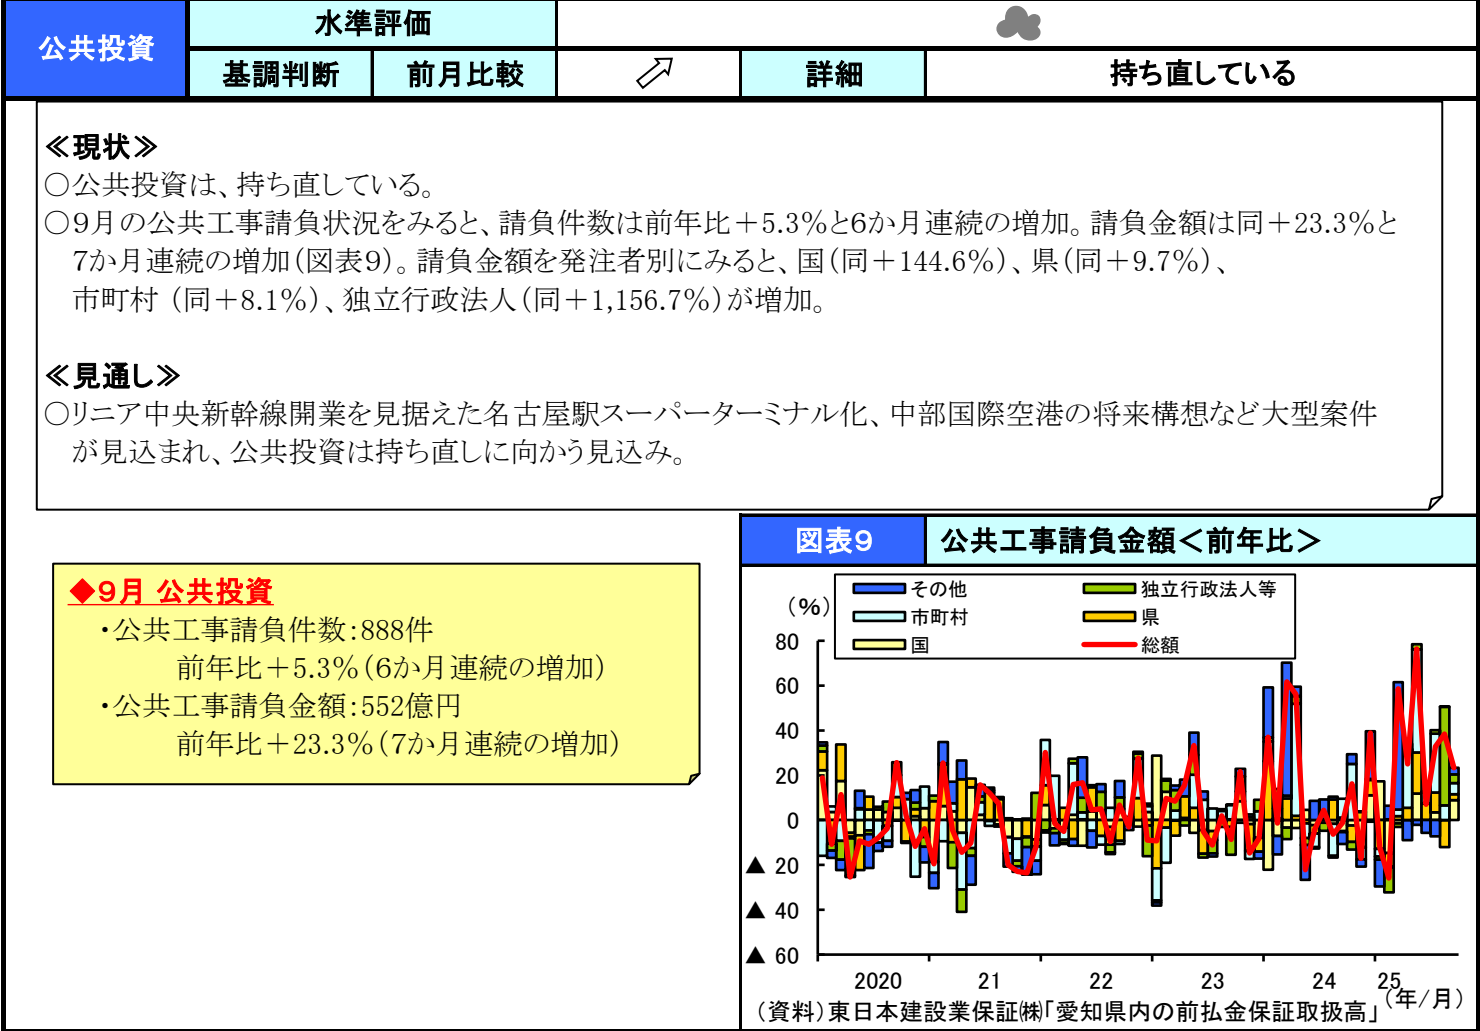 公共投資
水準評価
基調判断
前月比較
詳細
持ち直している
≪現状≫
○公共投資は、持ち直している。
○9月の公共工事請負状況をみると、請負件数は前年比＋5.3％と6か月連続の増加。請負金額は同＋23.3％と
7か月連続の増加（図表9）。請負金額を発注者別にみると、国（同＋144.6％）、県（同＋9.7％）、
市町村 （同＋8.1％）、独立行政法人（同＋1,156.7％）が増加。
≪見通し≫
○リニア中央新幹線開業を見据えた名古屋駅スーパーターミナル化、中部国際空港の将来構想など大型案件
が見込まれ、公共投資は持ち直しに向かう見込み。
◆9月 公共投資
・公共工事請負件数：888件
前年比＋5.3％（6か月連続の増加）
・公共工事請負金額：552億円
前年比＋23.3％（7か月連続の増加）
図表9
公共工事請負金額＜前年比＞
（％）
その他
独立行政法人等
市町村
県
国
総額
80
60
40
20
0
▲ 20
▲ 40
▲ 60
2020 21 22 23 24 25
（年/月）
（資料）東日本建設業保証㈱「愛知県内の前払金保証取扱高」